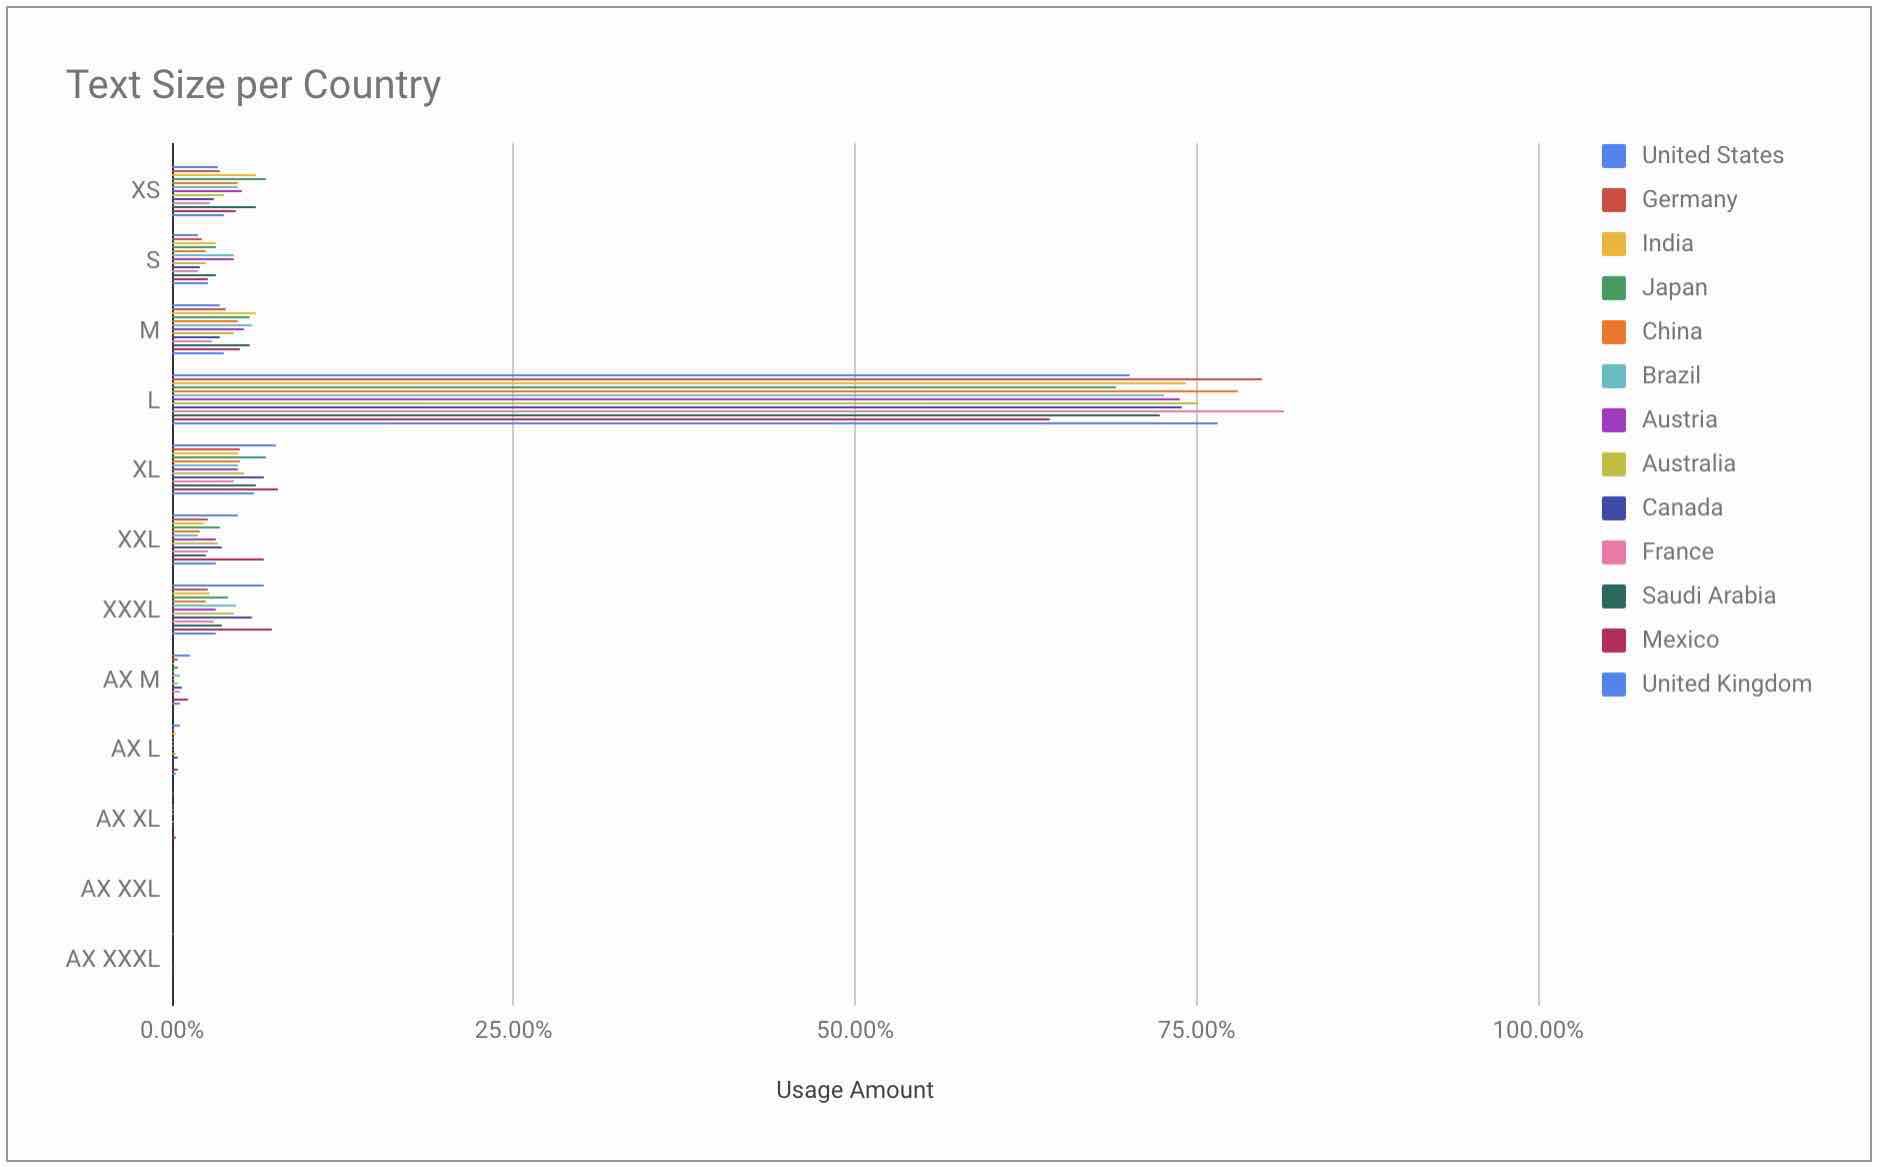 Text Size per Country
XS
S
M
L
XL
XXL
XXXL
AX M
AX L
AX XL
AX XXL
AX XXXL
0.00%
25.00%
50.00%
75.00%
100.00%
Usage Amount
United States
Germany
India
Japan
China
Brazil
Austria
Australia
Canada
France
Saudi Arabia
Mexico
United Kingdom